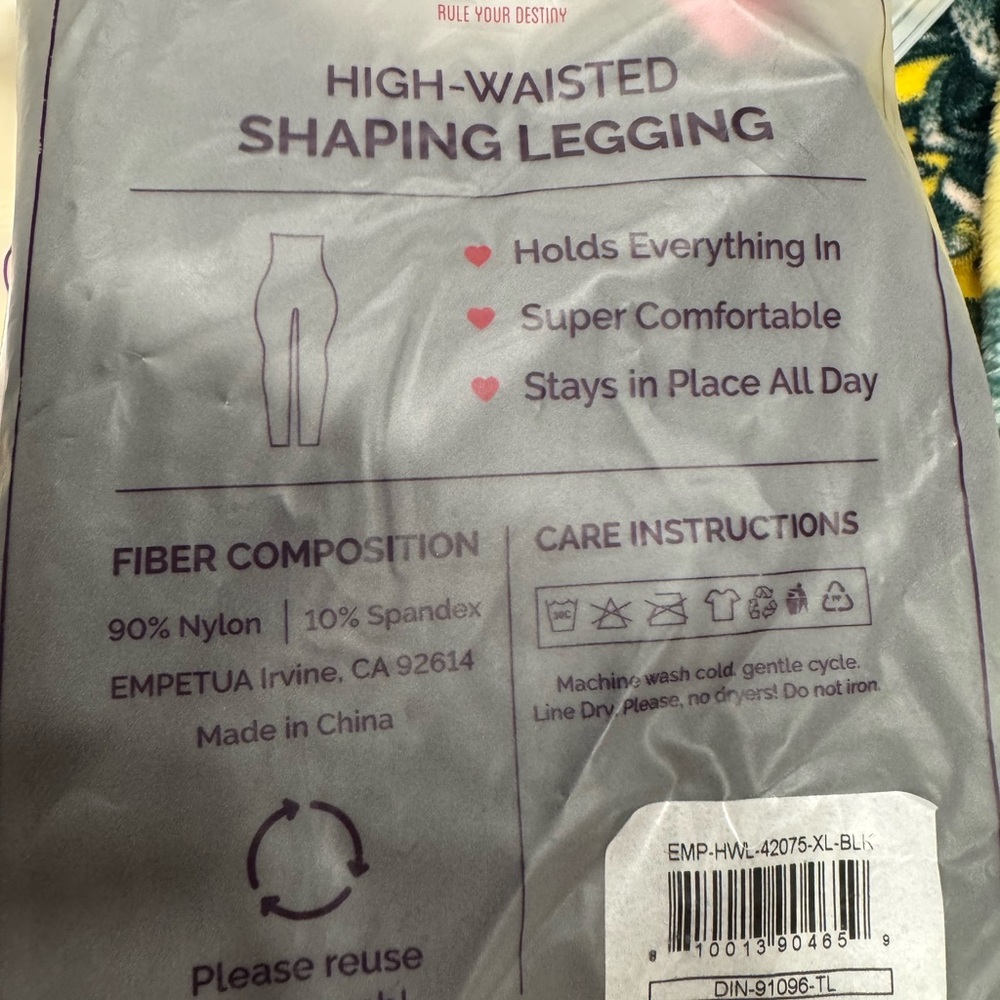 RULE YOUR DESTINY
HIGH-WAISTED
SHAPING LEGGING
Holds Everything In
Super Comfortable
Stays in Place All Day
FIBER COMPOSITION
90% Nylon | 10% Spandex
EMPETUA Irvine, CA 92614
Made in China
Please reuse
CARE INSTRUCTIONS
30C
PP
Machine wash cold. gentle cycle.
Line Dry. Please, no dryers! Do not iron.
EMP-HWL-42075-XL-BLK
8 10013 90465 9
DIN-91096-TL